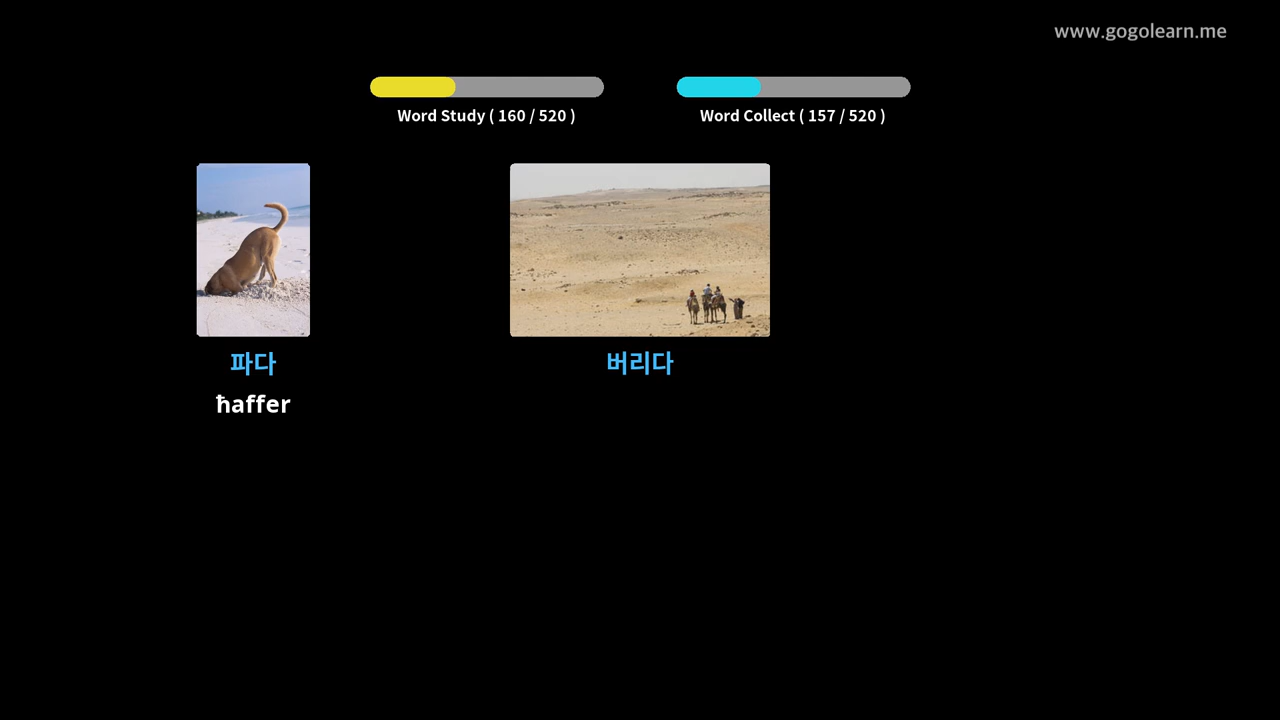 www.gogolearn.me
Word Study ( 160 / 520 )
Word Collect ( 157 / 520 )
파다
버리다
ħaffer